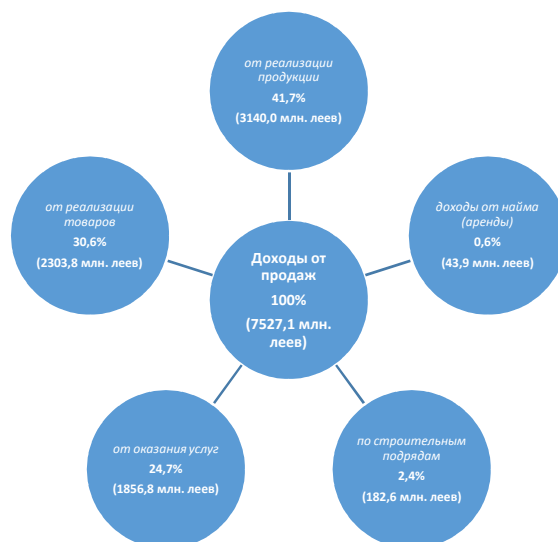 от реализации
продукции
41,7%
(3140,0 млн. леев)
от реализации
товаров
30,6%
(2303,8 млн. леев)
доходы от найма
(аренды)
0,6%
(43,9 млн. леев)
Доходы от
продаж
100%
(7527,1 млн.
леев)
от оказания услуг
24,7%
(1856,8 млн. леев)
по строительным
подрядам
2,4%
(182,6 млн. леев)